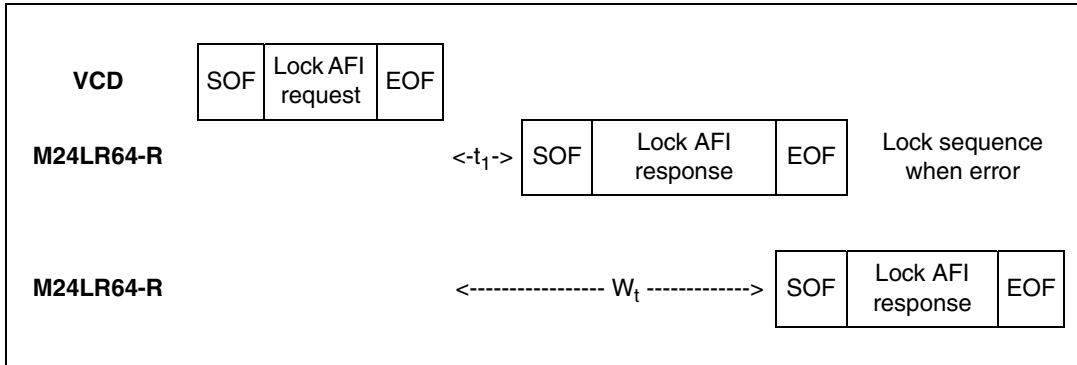 VCD SOF Lock AFI request EOF
M24LR64-R <-t1-> SOF Lock AFI response EOF Lock sequence when error
M24LR64-R <----------------- Wt -------------> SOF Lock AFI response EOF